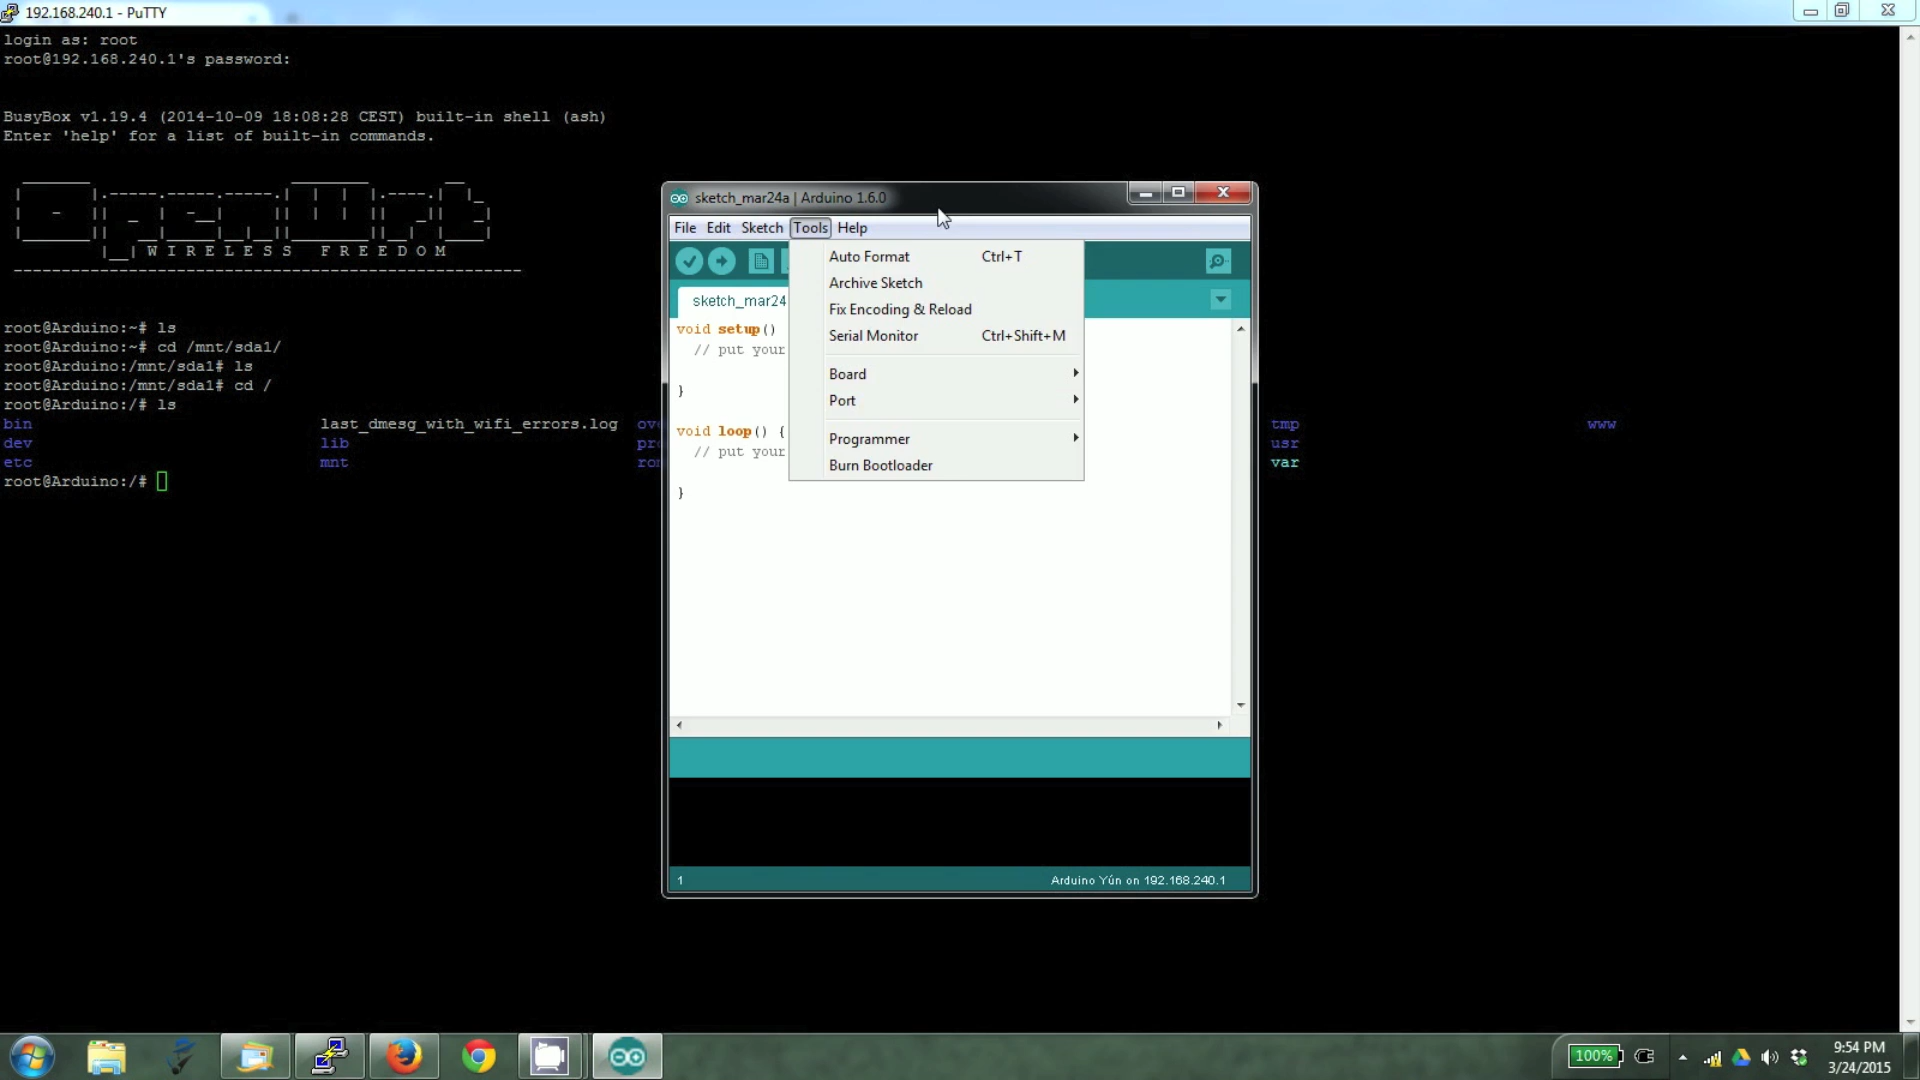 192.168.240.1 - PuTTY
login as: root
root@192.168.240.1's password:
BusyBox v1.19.4 (2014-10-09 18:08:28 CEST) built-in shell (ash)
Enter 'help' for a list of built-in commands.
W I R E L E S S   F R E E D O M
root@Arduino:~# ls
root@Arduino:~# cd /mnt/sda1/
root@Arduino:/mnt/sda1# ls
root@Arduino:/mnt/sda1# cd /
root@Arduino:/# ls
bin last_dmesg_with_wifi_errors.log tmp www
dev lib usr
etc mnt var
root@Arduino:/#
sketch_mar24a | Arduino 1.6.0
File Edit Sketch Tools Help
Auto Format Ctrl+T
Archive Sketch
Fix Encoding & Reload
Serial Monitor Ctrl+Shift+M
Board
Port
Programmer
Burn Bootloader
sketch_mar24
void setup()
// put your
}
void loop() {
// put your
}
1 Arduino Yún on 192.168.240.1
100%
9:54 PM
3/24/2015